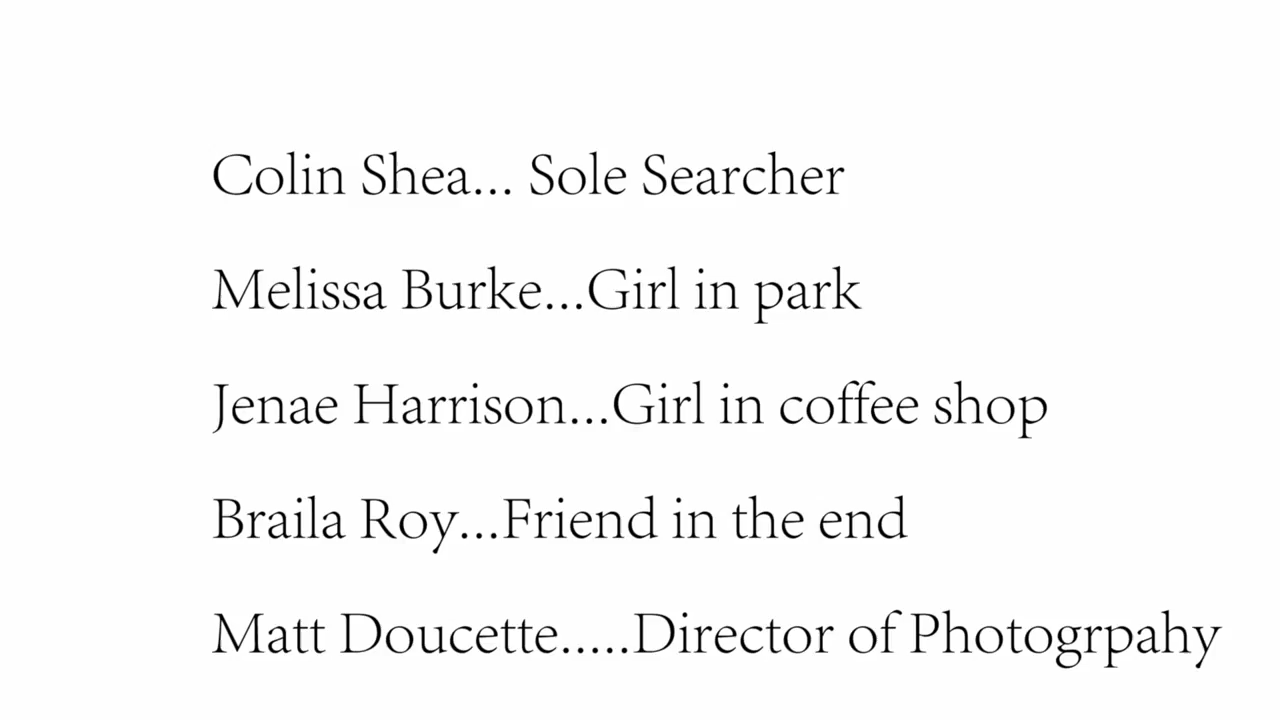 Colin Shea... Sole Searcher
Melissa Burke...Girl in park
Jenae Harrison...Girl in coffee shop
Braila Roy...Friend in the end
Matt Doucette.....Director of Photogrpahy